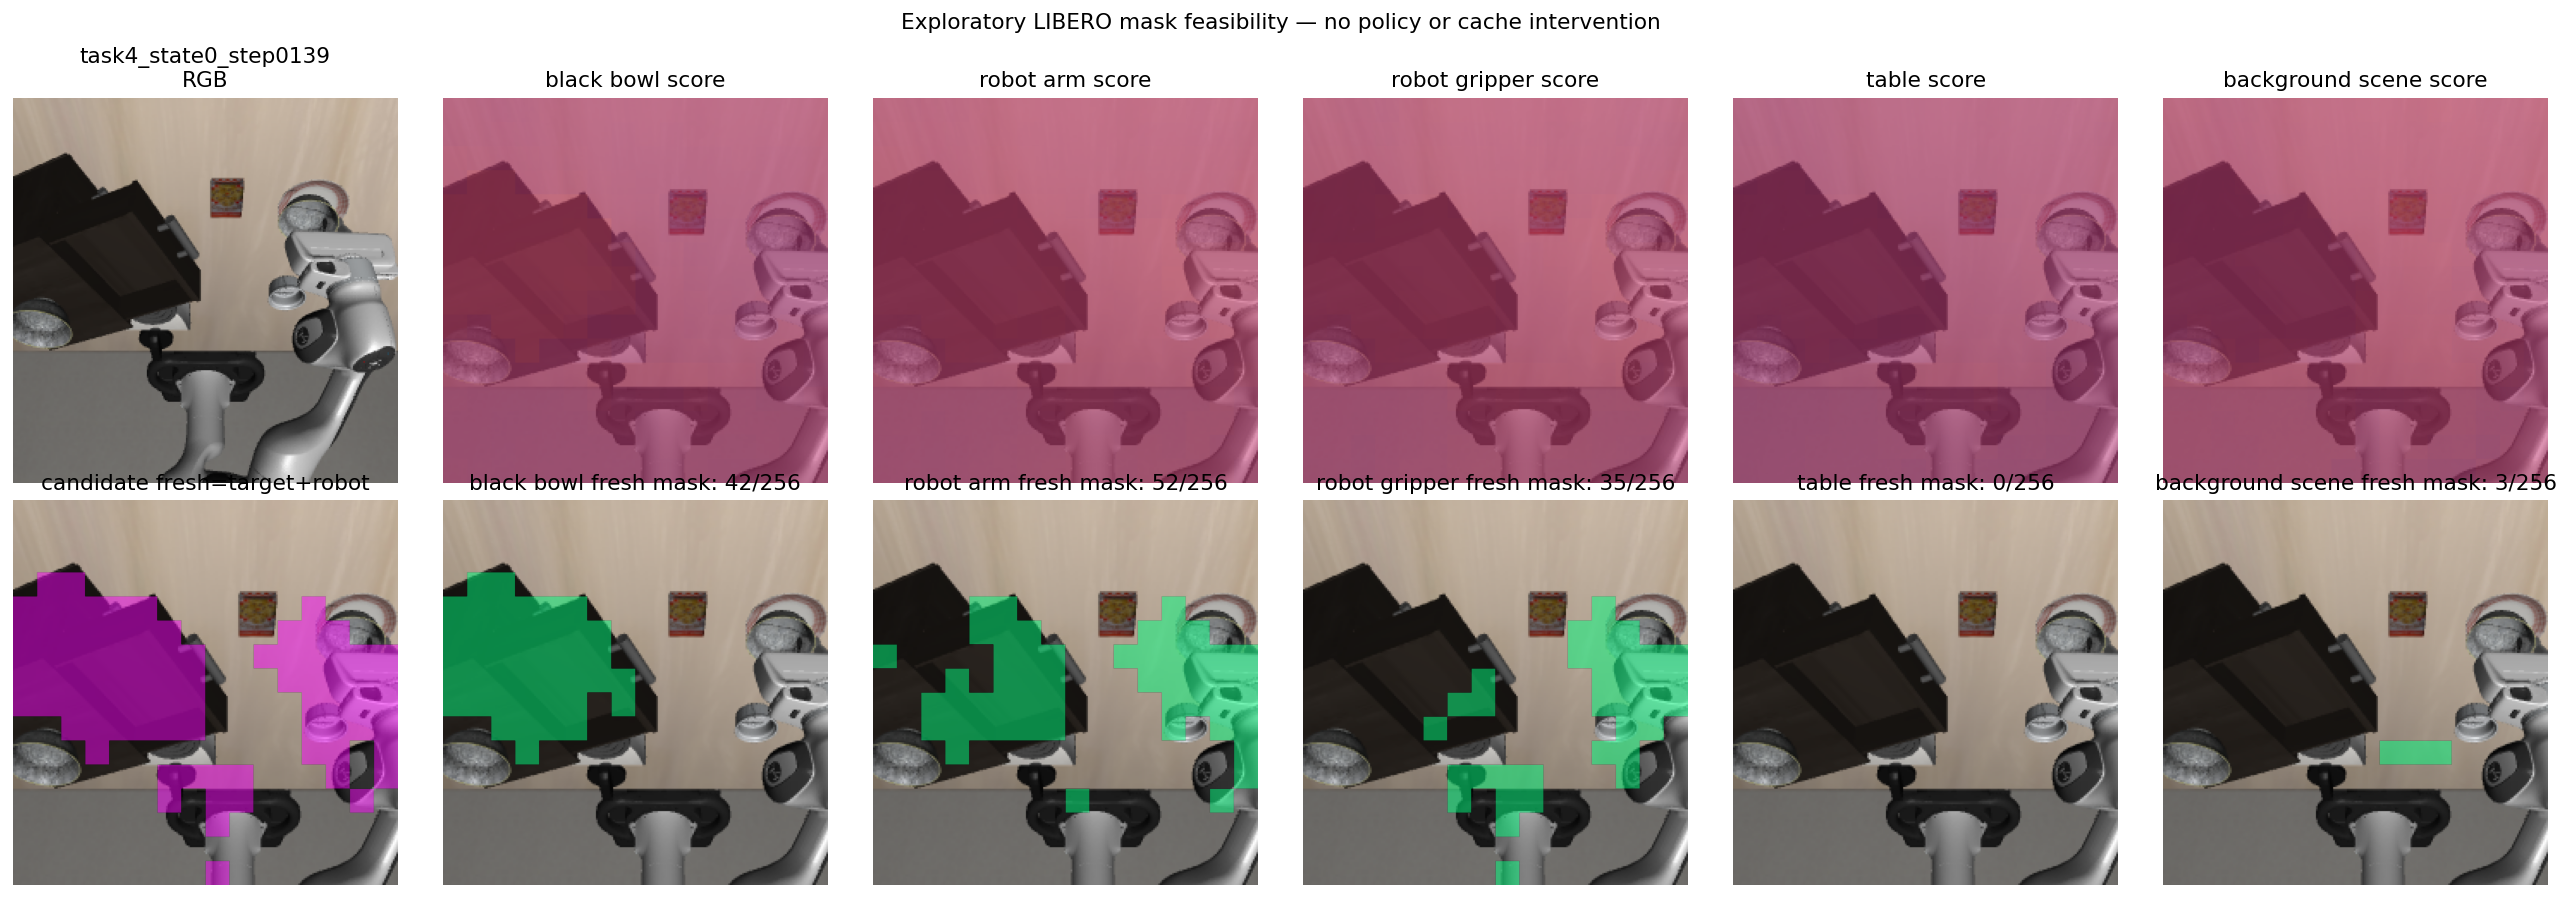 Exploratory LIBERO mask feasibility — no policy or cache intervention
task4_state0_step0139
RGB
black bowl score
robot arm score
robot gripper score
table score
background scene score
candidate fresh=target+robot
black bowl fresh mask: 42/256
robot arm fresh mask: 52/256
robot gripper fresh mask: 35/256
table fresh mask: 0/256
background scene fresh mask: 3/256